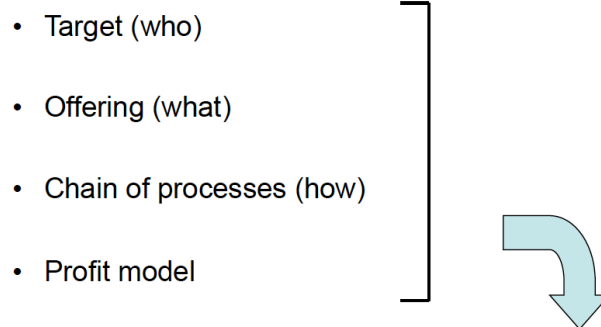 • Target (who)
• Offering (what)
• Chain of processes (how)
• Profit model